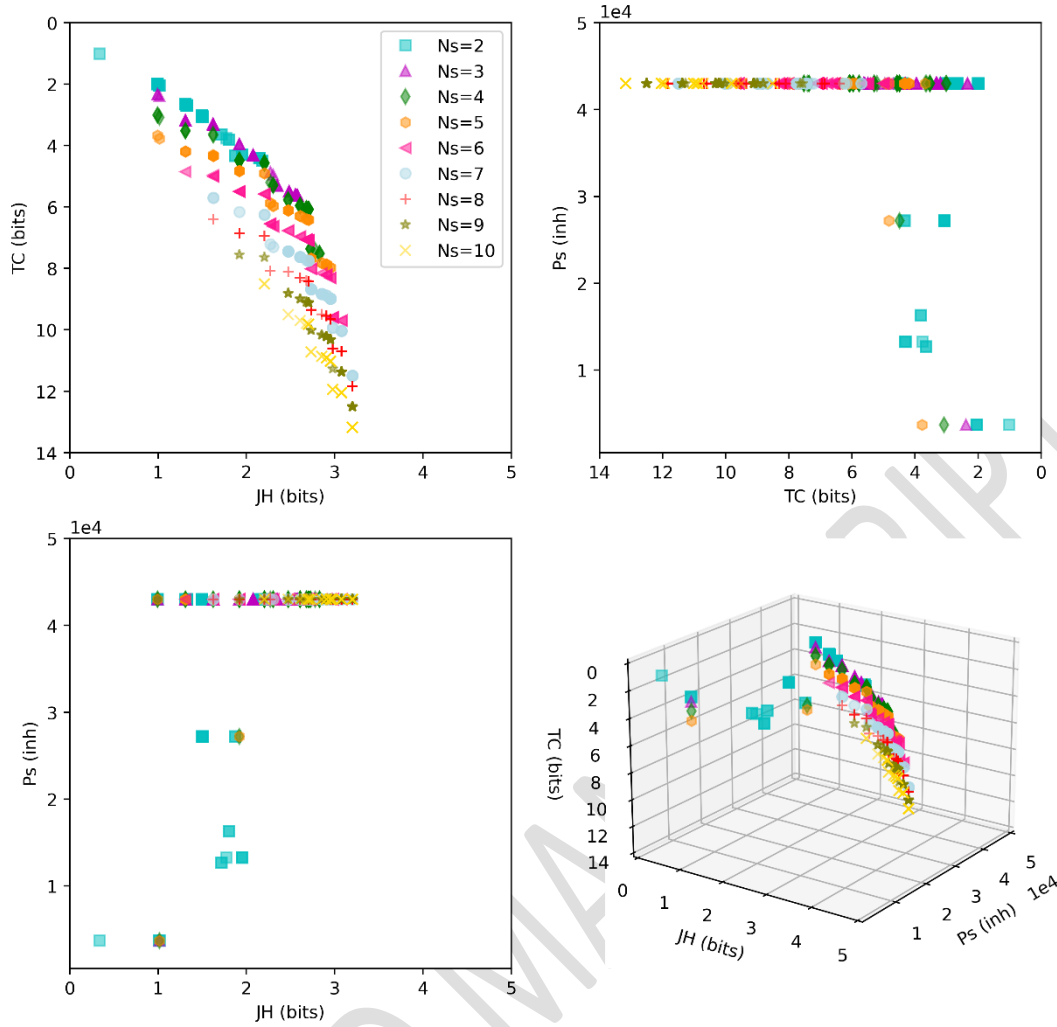 0
2
4
6
8
10
12
14
TC (bits)
0 1 2 3 4 5
JH (bits)
Ns=2
Ns=3
Ns=4
Ns=5
Ns=6
Ns=7
Ns=8
Ns=9
Ns=10
1e4
5
4
3
2
1
Ps (inh)
14 12 10 8 6 4 2 0
TC (bits)
1e4
5
4
3
2
1
Ps (inh)
0 1 2 3 4 5
JH (bits)
0
2
4
6
8
10
12
14
TC (bits)
0 1 2 3 4 5
JH (bits)
1 2 3 4 5
1e4
Ps (inh)